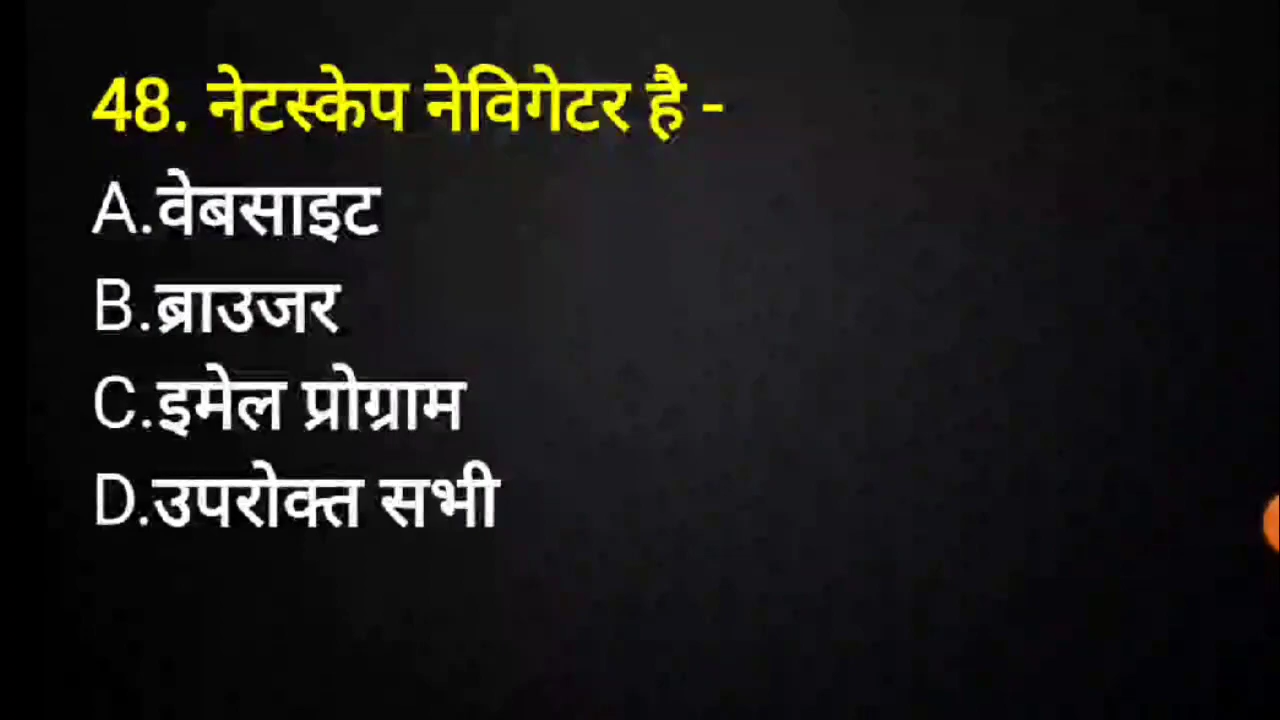 48. नेटस्केप नेविगेटर है -
A.वेबसाइट
B.ब्राउजर
C.इमेल प्रोग्राम
D.उपरोक्त सभी